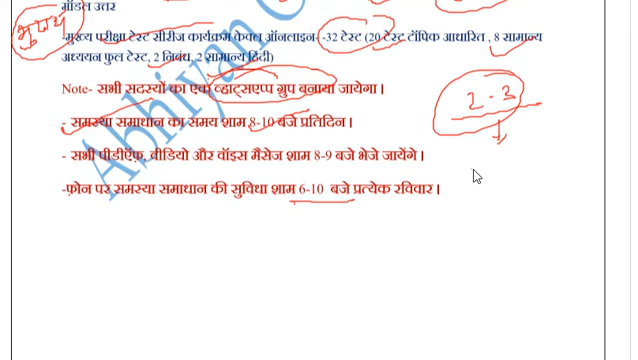 मॉडल उत्तर
मुख्य
-मुख्य परीक्षा टेस्ट सीरीज कार्यक्रम केवल ऑनलाइन- -32 टेस्ट (20 टेस्ट टॉपिक आधारित , 8 सामान्य
अध्ययन फुल टेस्ट, 2 निबंध, 2 सामान्य हिंदी)
Note- सभी सदस्यों का एक व्हाट्सएप्प ग्रुप बनाया जायेगा ।
2-3
- समस्या समाधान का समय शाम 8-10 बजे प्रतिदिन ।
- सभी पीडीऍफ़, वीडियो और वॉइस मैसेज शाम 8-9 बजे भेजे जायेंगे ।
-फ़ोन पर समस्या समाधान की सुविधा शाम 6-10 बजे प्रत्येक रविवार ।
Abhiyan